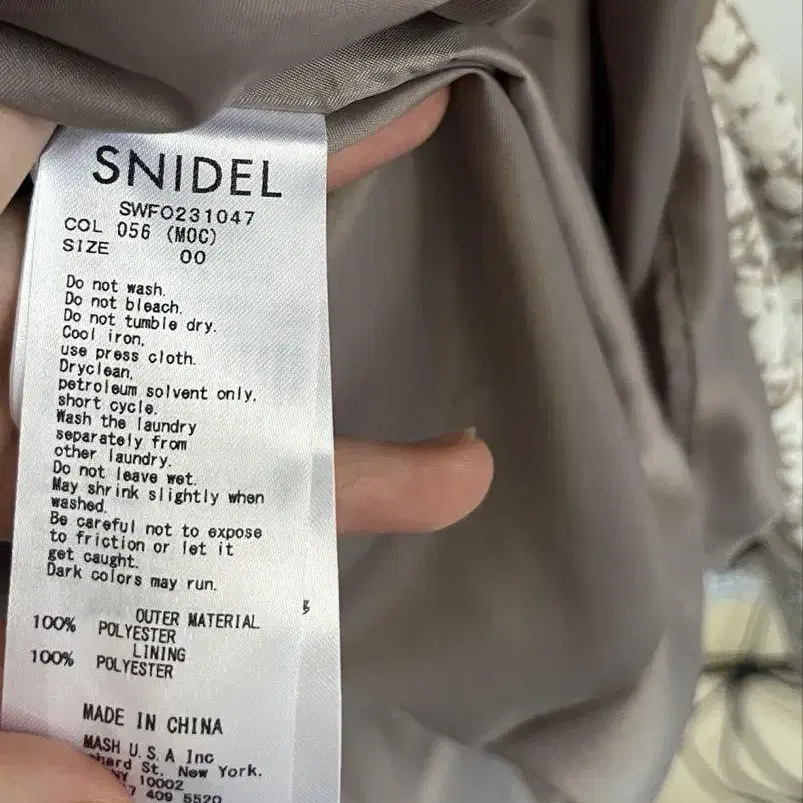 SNIDEL
SWFO231047
COL 056 (MOC)
SIZE 00
Do not wash.
Do not bleach.
Do not tumble dry.
Cool iron,
use press cloth.
Dryclean,
petroleum solvent only,
short cycle.
Wash the laundry
separately from
other laundry.
Do not leave wet.
May shrink slightly when
washed.
Be careful not to expose
to friction or let it
get caught.
Dark colors may run.
5
OUTER MATERIAL
100% POLYESTER
LINING
100% POLYESTER
MADE IN CHINA
MASH U.S.A Inc
St. New York.
NY 10002
409 5520